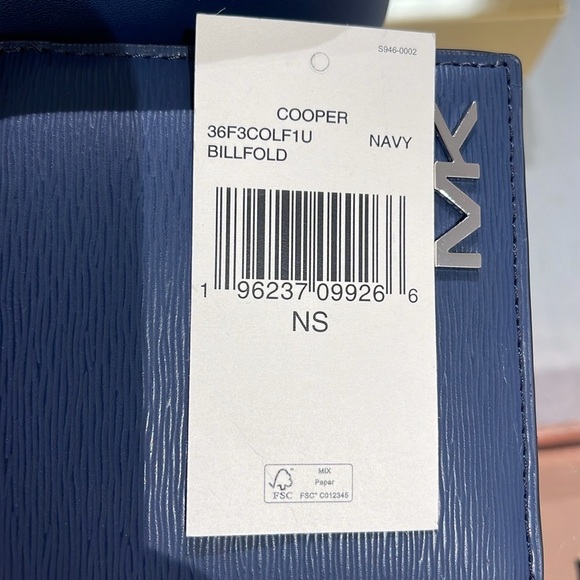 S946-0002
COOPER
36F3COLF1U NAVY
BILLFOLD
1 96237 09926 6
NS
MIX
Paper
FSC
FSC® C012345
MK